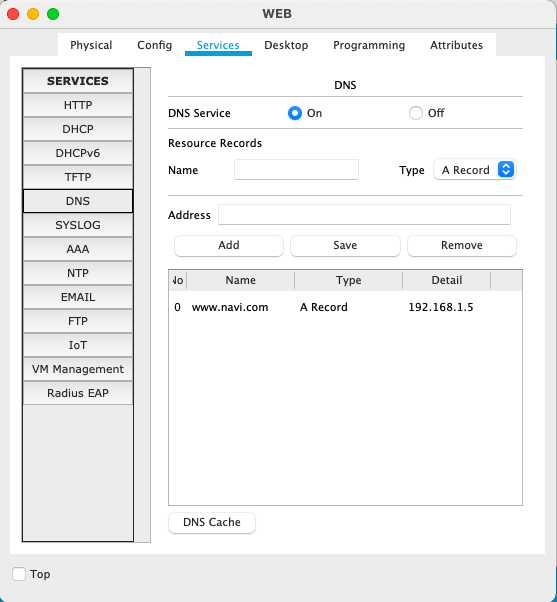 WEB
Physical Config Services Desktop Programming Attributes
SERVICES
HTTP
DHCP
DHCPv6
TFTP
DNS
SYSLOG
AAA
NTP
EMAIL
FTP
IoT
VM Management
Radius EAP
DNS
DNS Service On Off
Resource Records
Name Type A Record
Address
Add Save Remove
No Name Type Detail
0 www.navi.com A Record 192.168.1.5
DNS Cache
Top